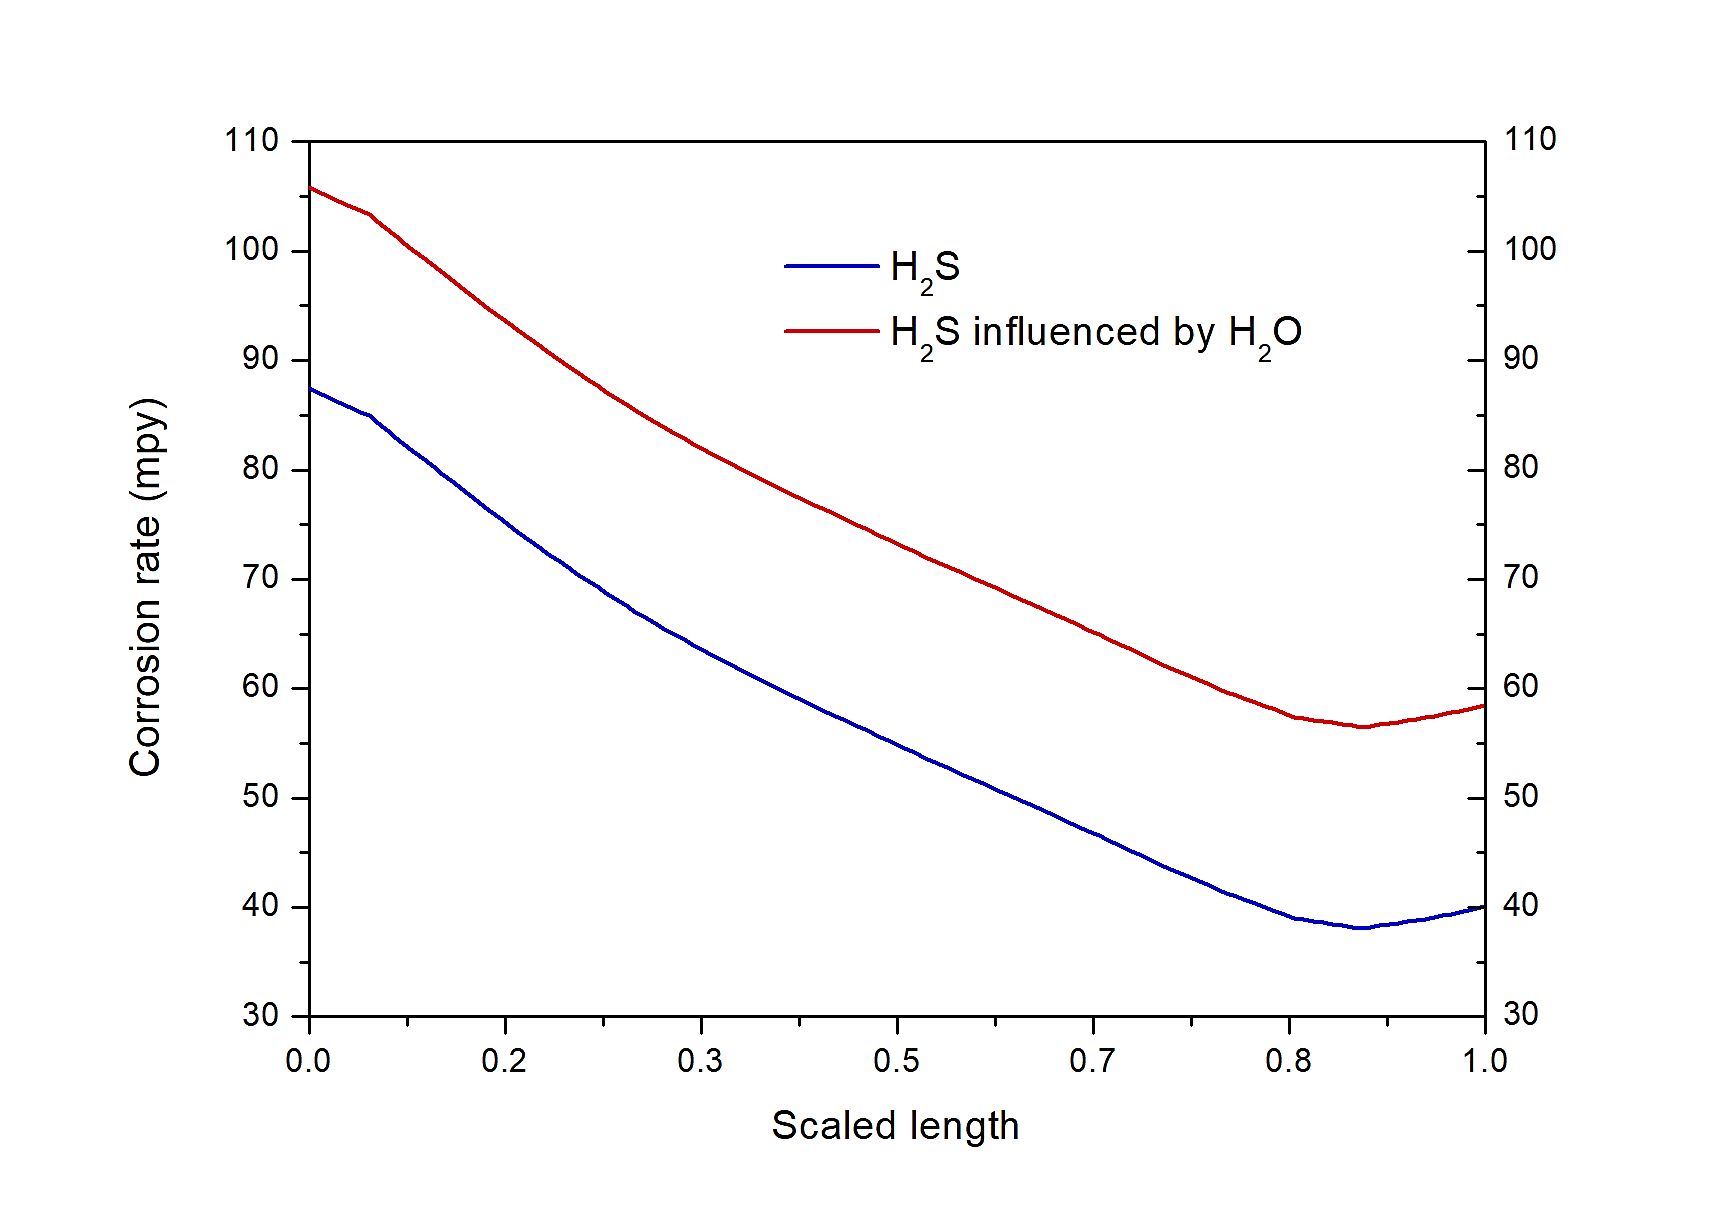 110 110
100 100
H₂S
H₂S influenced by H₂O
90 90
80 80
Corrosion rate (mpy)
70 70
60 60
50 50
40 40
30 30
0.0 0.2 0.3 0.5 0.7 0.8 1.0
Scaled length